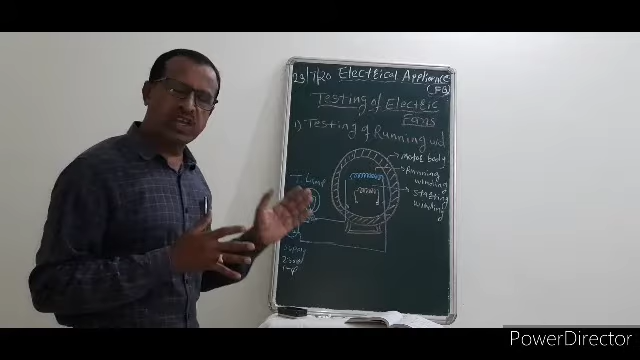 23/7/20 Electrical Appliance
(FG)
Testing of Electric
Fans
1) Testing of Running wid
T. Lamp
Motor body
Running
winding
Starting
winding
Supply
PowerDirector